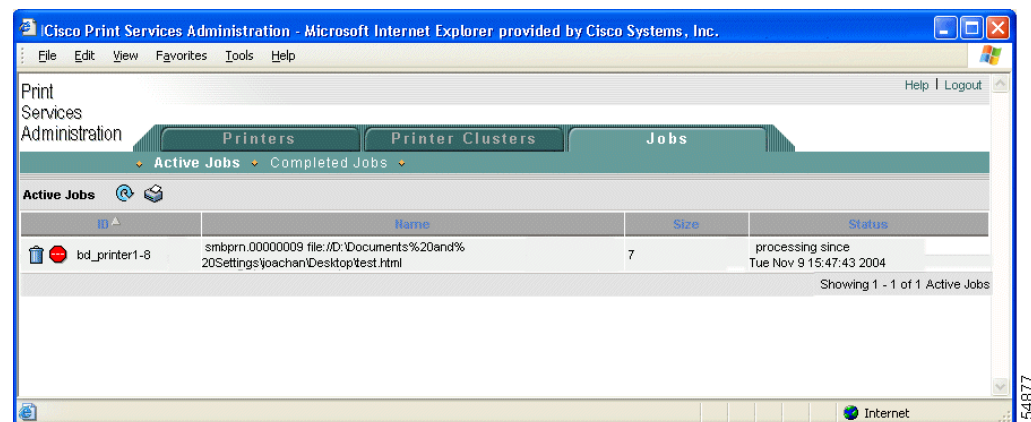 Cisco Print Services Administration - Microsoft Internet Explorer provided by Cisco Systems, Inc.
File Edit View Favorites Tools Help
Help | Logout
Print
Services
Administration
Printers Printer Clusters Jobs
Active Jobs Completed Jobs
Active Jobs
ID Name Size Status
bd_printer1-8 smbprn.00000009 file://D:\Documents%20and% 7 processing since
20Settings\joachan\Desktop\test.html Tue Nov 9 15:47:43 2004
Showing 1 - 1 of 1 Active Jobs
Internet
54877